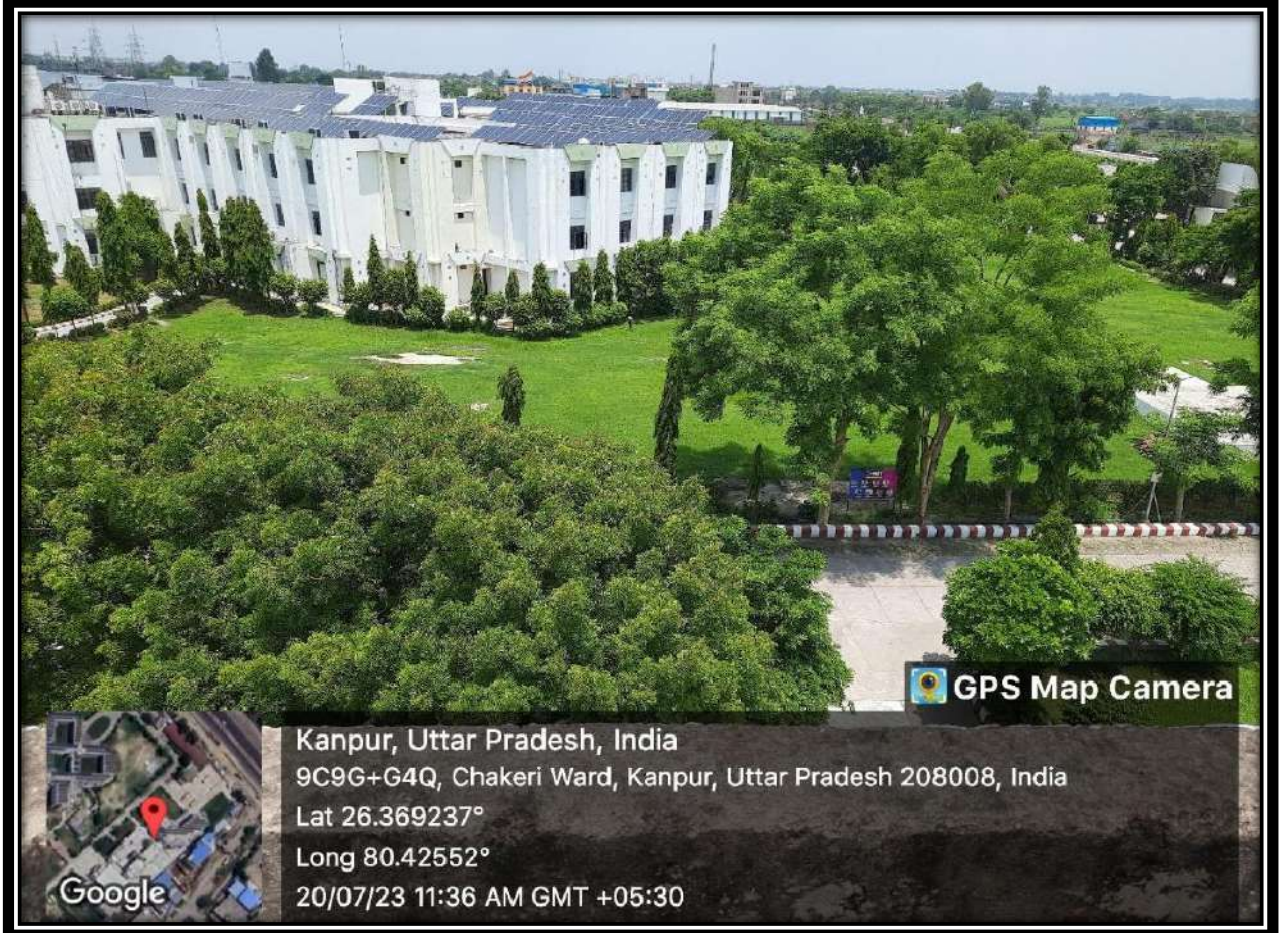 GPS Map Camera
Kanpur, Uttar Pradesh, India
9C9G+G4Q, Chakeri Ward, Kanpur, Uttar Pradesh 208008, India
Lat 26.369237°
Long 80.42552°
20/07/23 11:36 AM GMT +05:30
Google